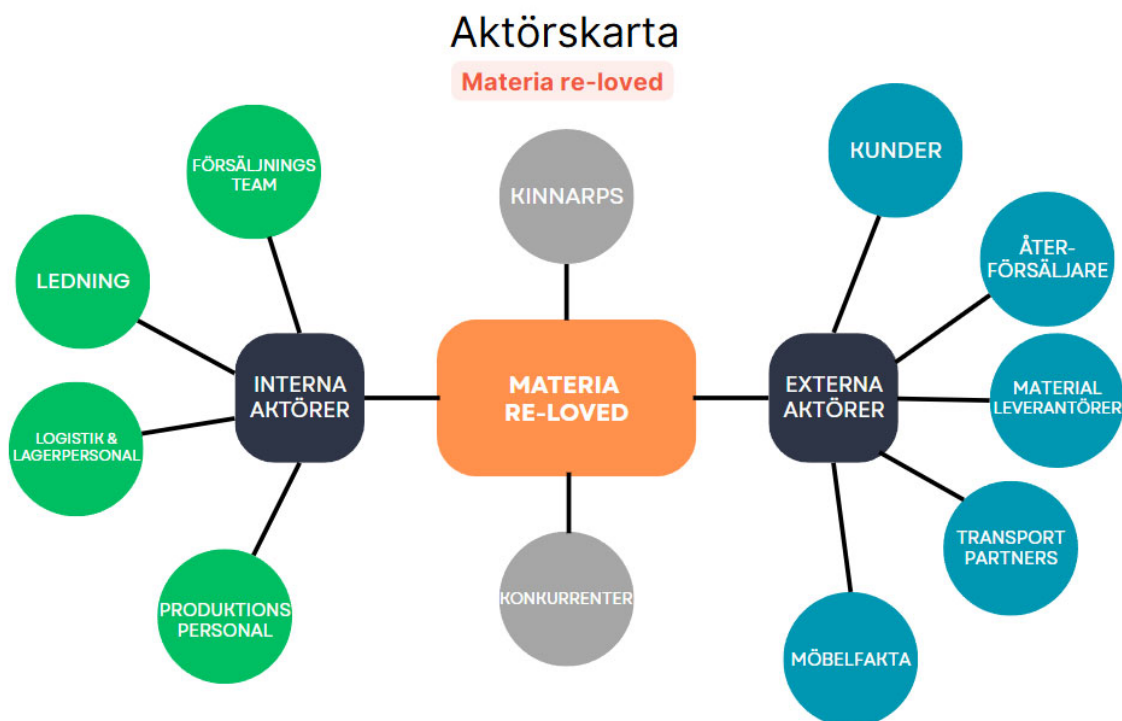 Aktörskarta
Materia re-loved
FÖRSÄLJNINGS
TEAM
LEDNING
LOGISTIK &
LAGERPERSONAL
PRODUKTIONS
PERSONAL
INTERNA
AKTÖRER
KINNARPS
MATERIA
RE-LOVED
KONKURRENTER
EXTERNA
AKTÖRER
KUNDER
ÅTER-
FÖRSÄLJARE
MATERIAL
LEVERANTÖRER
TRANSPORT
PARTNERS
MÖBELFAKTA